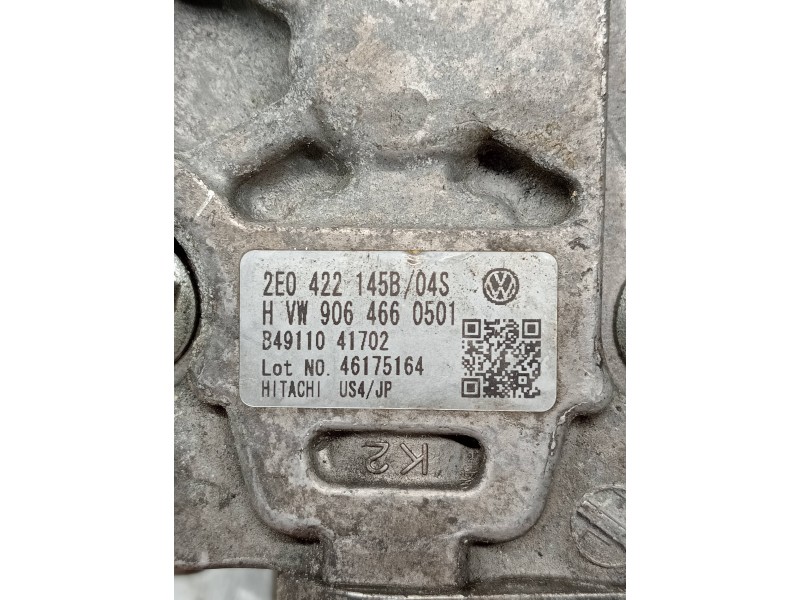 2E0 422 145B/04S
H VW 906 466 0501
B49110 41702
Lot NO. 46175164
HITACHI US4/JP
K2